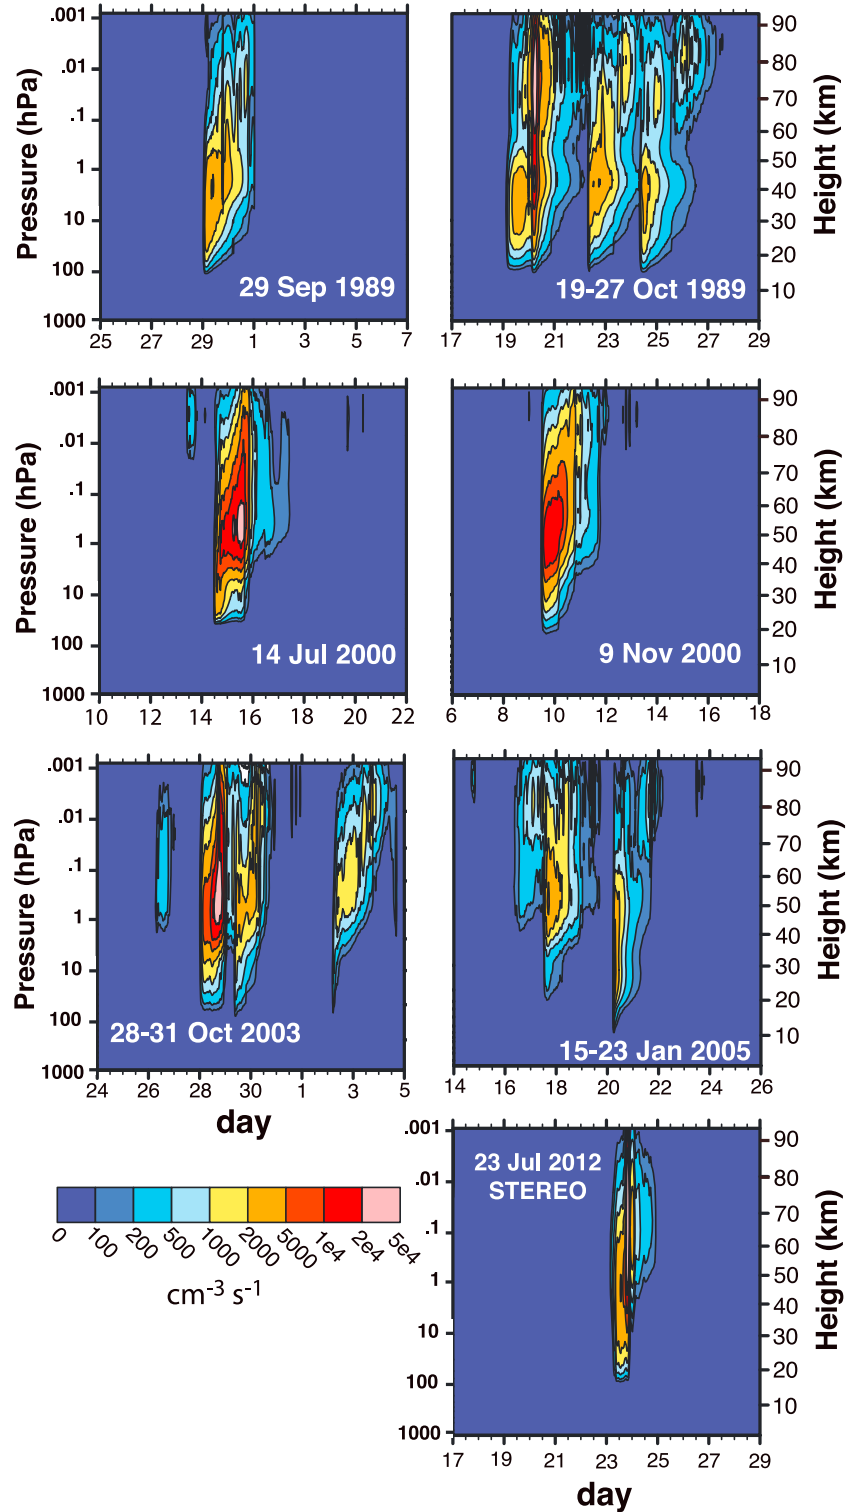 .001
.01
.1
1
10
100
1000
Pressure (hPa)
29 Sep 1989
25 27 29 1 3 5 7
90
80
70
60
50
40
30
20
10
Height (km)
19-27 Oct 1989
17 19 21 23 25 27 29
.001
.01
.1
1
10
100
1000
Pressure (hPa)
14 Jul 2000
10 12 14 16 18 20 22
90
80
70
60
50
40
30
20
10
Height (km)
9 Nov 2000
6 8 10 12 14 16 18
.001
.01
.1
1
10
100
1000
Pressure (hPa)
28-31 Oct 2003
24 26 28 30 1 3 5
day
90
80
70
60
50
40
30
20
10
Height (km)
15-23 Jan 2005
14 16 18 20 22 24 26
0 100 200 500 1000 2000 5000 1e4 2e4 5e4
cm-3 s-1
.001
.01
.1
1
10
100
1000
23 Jul 2012
STEREO
90
80
70
60
50
40
30
20
10
Height (km)
17 19 21 23 25 27 29
day